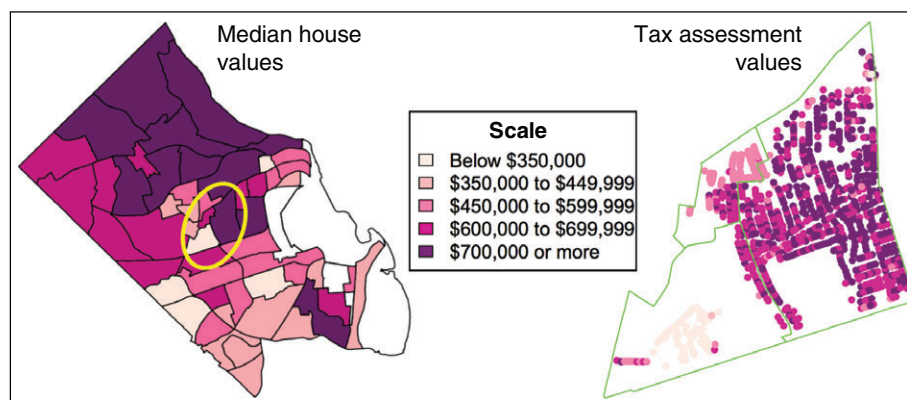 Median house
values
Tax assessment
values
Scale
Below $350,000
$350,000 to $449,999
$450,000 to $599,999
$600,000 to $699,999
$700,000 or more